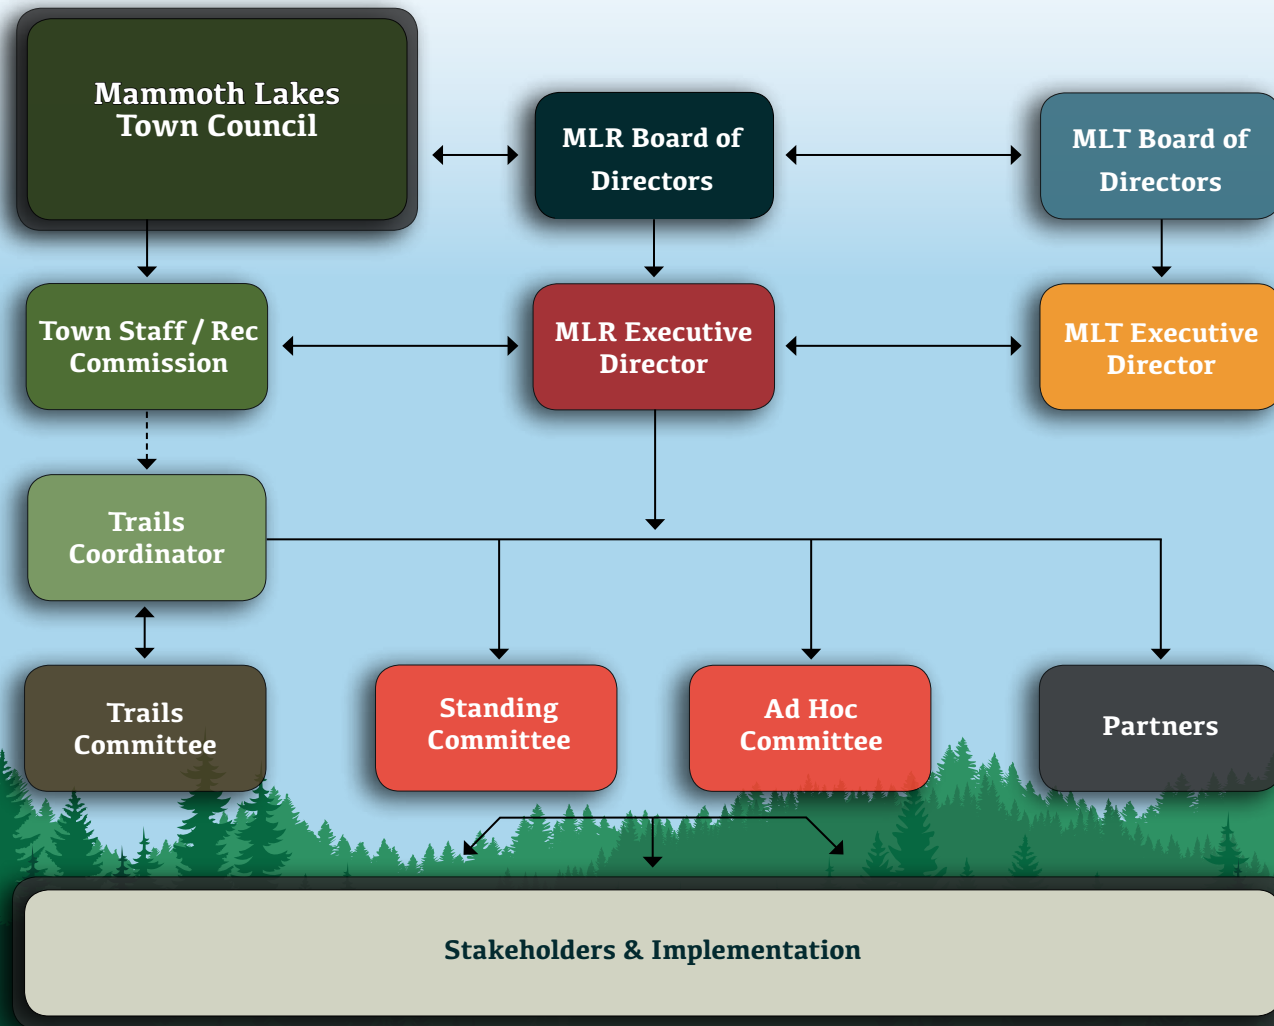 Mammoth Lakes
Town Council
MLR Board of
Directors
MLT Board of
Directors
Town Staff / Rec
Commission
MLR Executive
Director
MLT Executive
Director
Trails
Coordinator
Trails
Committee
Standing
Committee
Ad Hoc
Committee
Partners
Stakeholders & Implementation